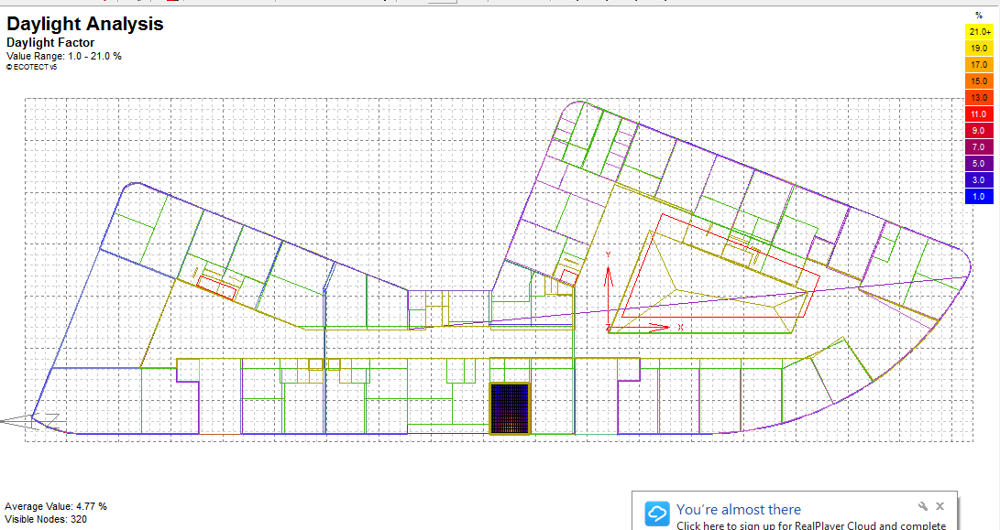 Daylight Analysis
Daylight Factor
Value Range: 1.0 - 21.0 %
© ECOTECT v5
%
21.0+
19.0
17.0
15.0
13.0
11.0
9.0
7.0
5.0
3.0
1.0
Y
Z
X
Average Value: 4.77 %
Visible Nodes: 320
You're almost there
Click here to sign up for RealPlayer Cloud and complete